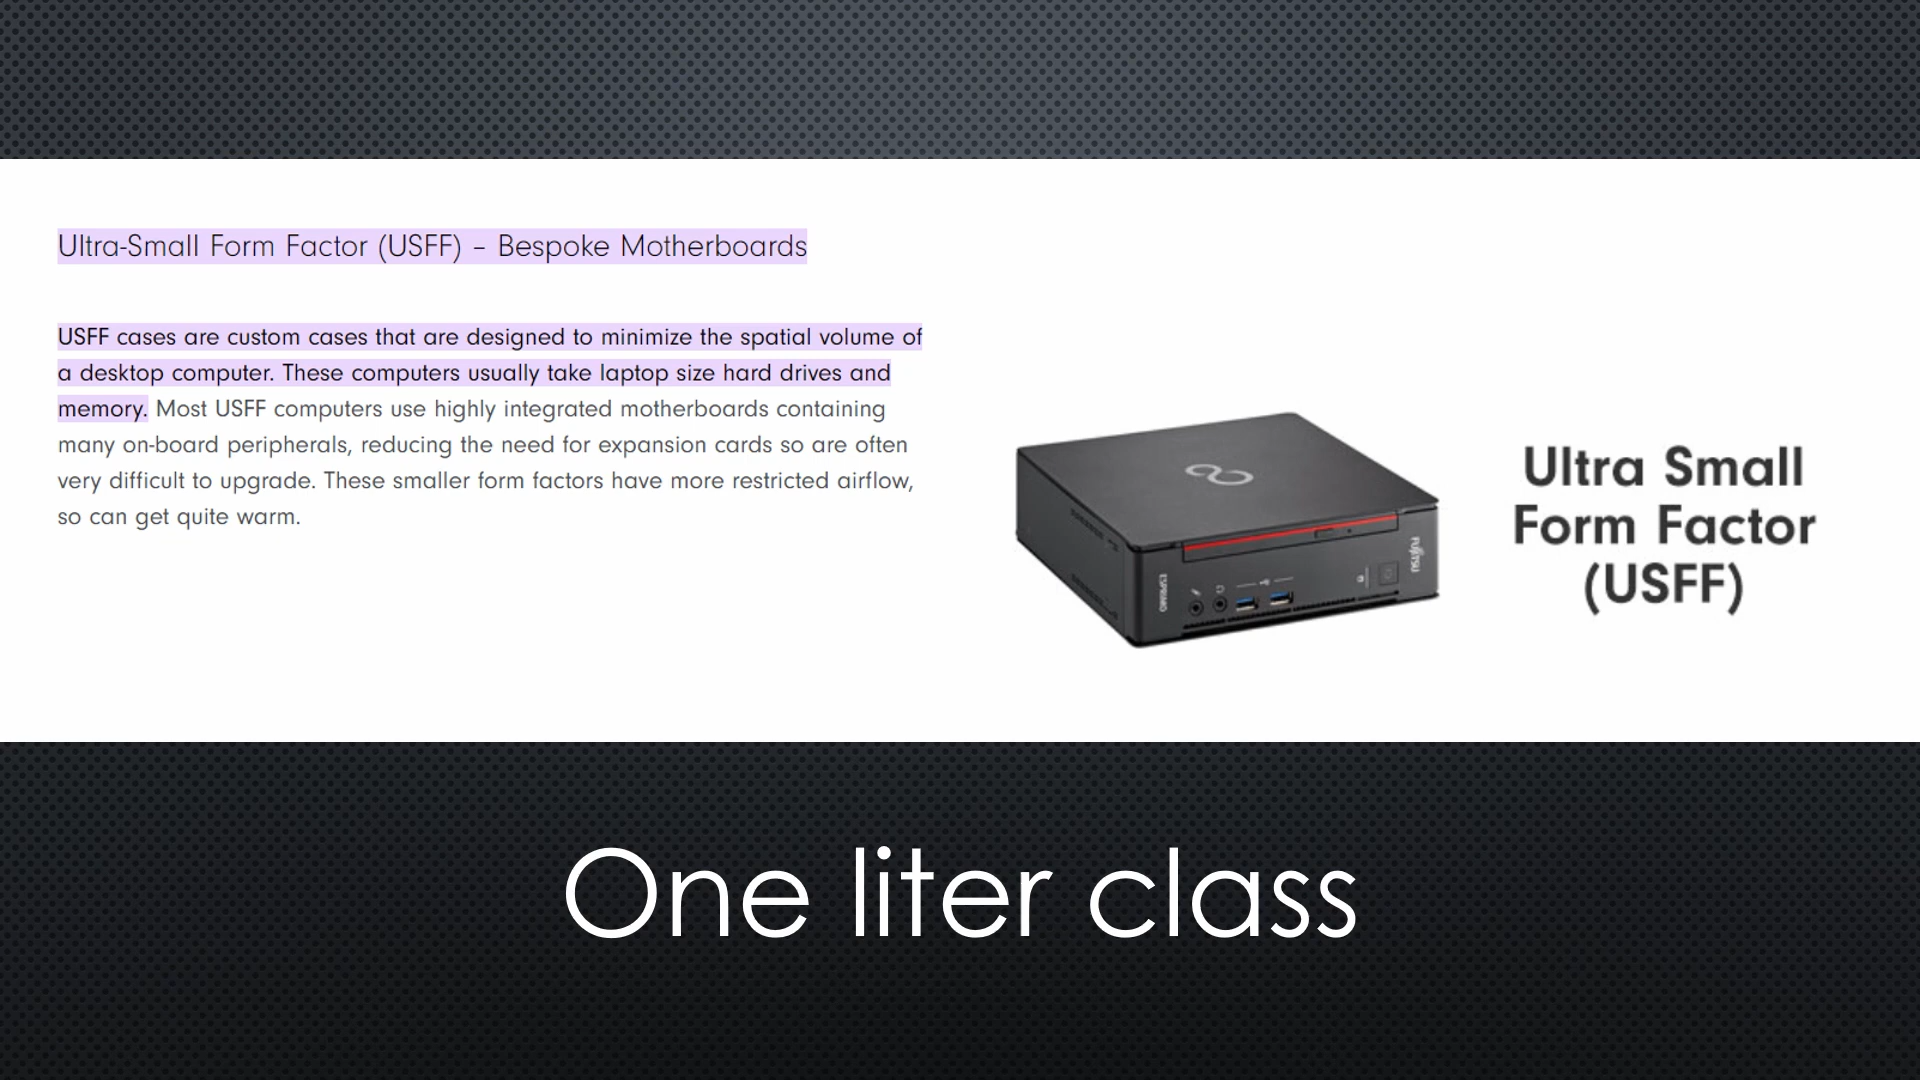 Ultra-Small Form Factor (USFF) – Bespoke Motherboards
USFF cases are custom cases that are designed to minimize the spatial volume of
a desktop computer. These computers usually take laptop size hard drives and
memory. Most USFF computers use highly integrated motherboards containing
many on-board peripherals, reducing the need for expansion cards so are often
very difficult to upgrade. These smaller form factors have more restricted airflow,
so can get quite warm.
FUJITSU
ESPRIMO
Ultra Small
Form Factor
(USFF)
One liter class